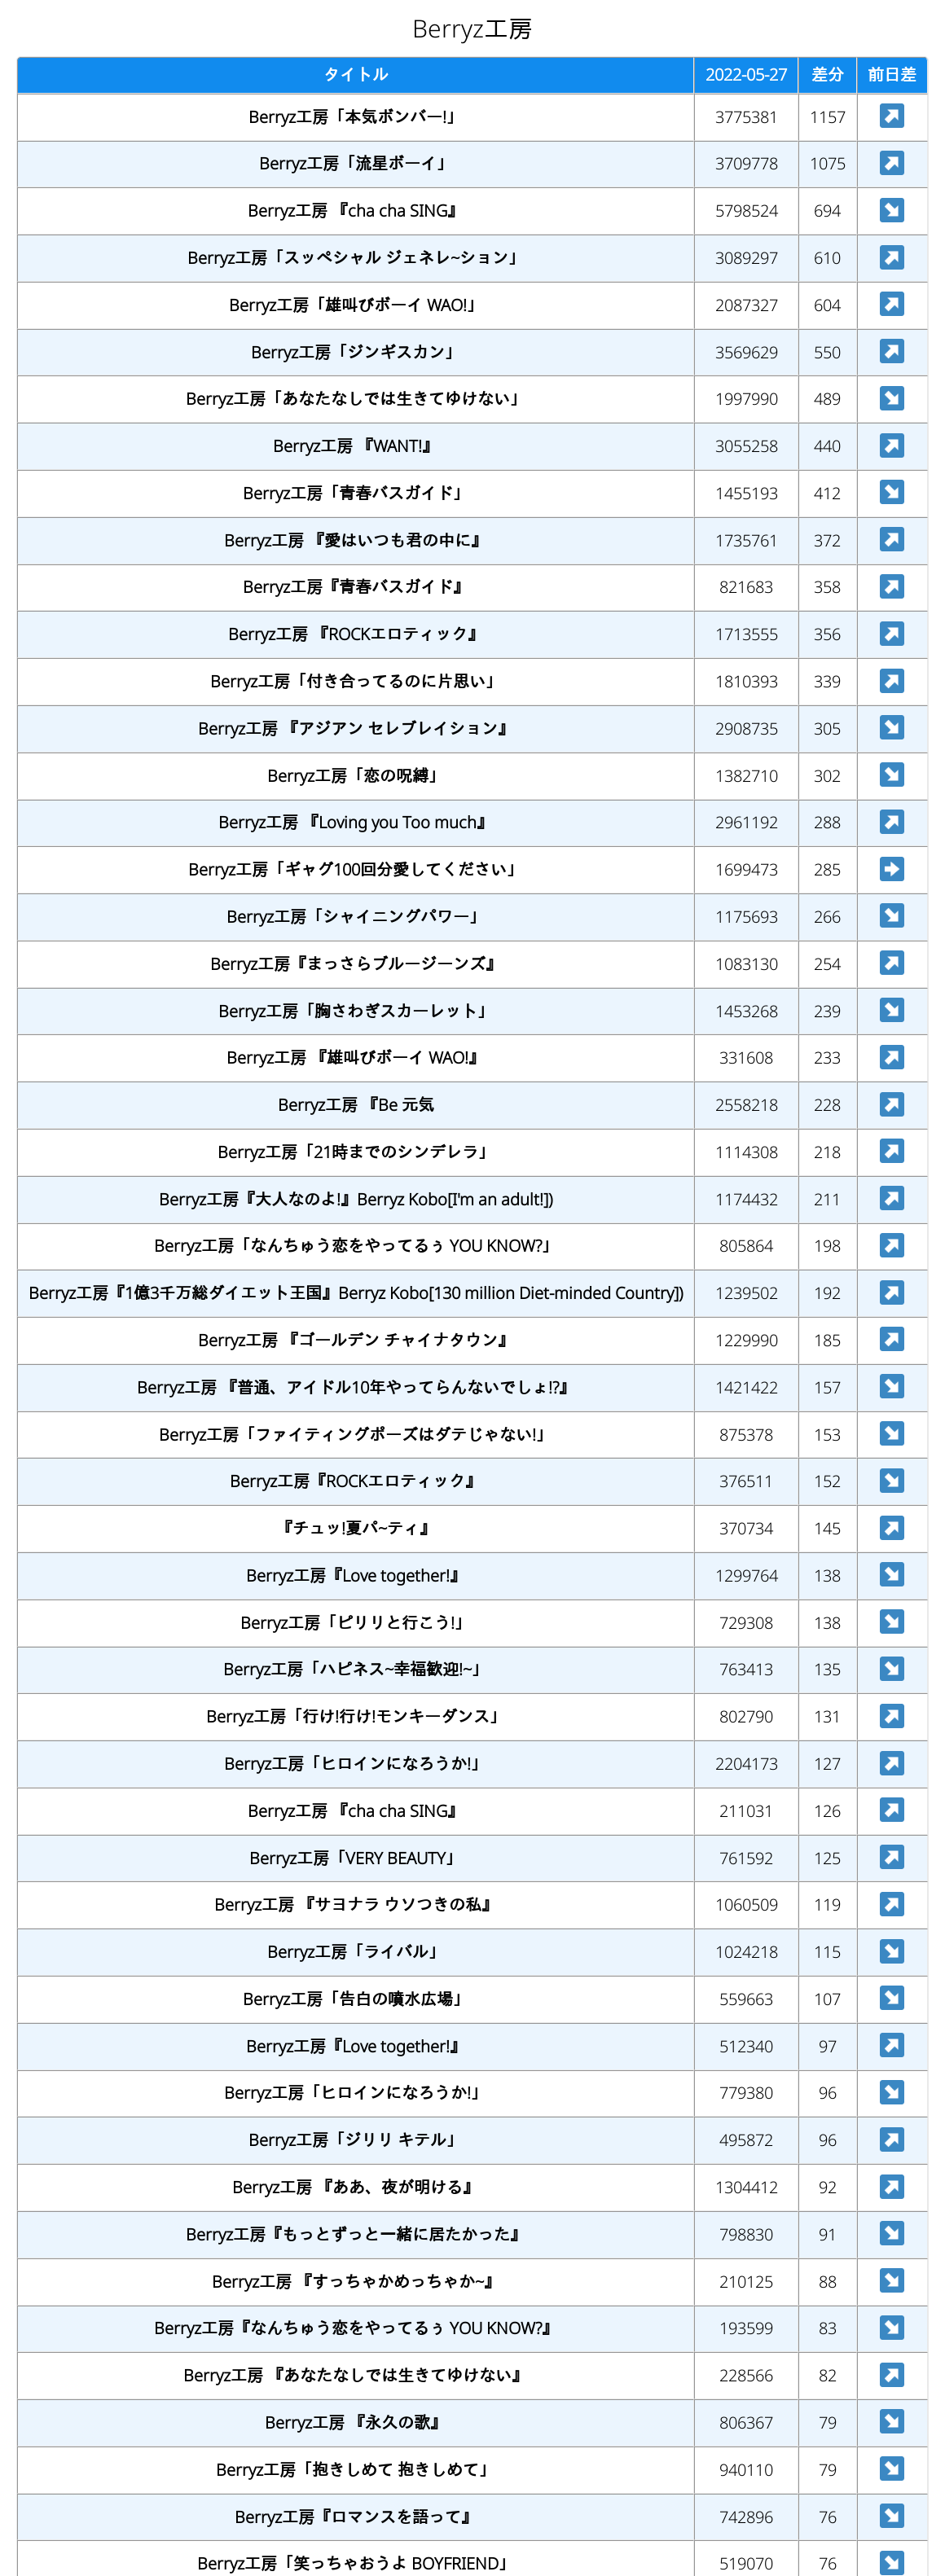 Berryz工房
タイトル 2022-05-27 差分 前日差
Berryz工房「本気ボンバー!」 3775381 1157 ↗
Berryz工房「流星ボーイ」 3709778 1075 ↗
Berryz工房 『cha cha SING』 5798524 694 ↘
Berryz工房「スッペシャル ジェネレ~ション」 3089297 610 ↗
Berryz工房「雄叫びボーイ WAO!」 2087327 604 ↗
Berryz工房「ジンギスカン」 3569629 550 ↗
Berryz工房「あなたなしでは生きてゆけない」 1997990 489 ↘
Berryz工房 『WANT!』 3055258 440 ↗
Berryz工房「青春バスガイド」 1455193 412 ↘
Berryz工房 『愛はいつも君の中に』 1735761 372 ↗
Berryz工房『青春バスガイド』 821683 358 ↗
Berryz工房 『ROCKエロティック』 1713555 356 ↗
Berryz工房「付き合ってるのに片思い」 1810393 339 ↗
Berryz工房 『アジアン セレブレイション』 2908735 305 ↘
Berryz工房「恋の呪縛」 1382710 302 ↘
Berryz工房 『Loving you Too much』 2961192 288 ↗
Berryz工房「ギャグ100回分愛してください」 1699473 285 ➡
Berryz工房「シャイニングパワー」 1175693 266 ↘
Berryz工房『まっさらブルージーンズ』 1083130 254 ↗
Berryz工房「胸さわぎスカーレット」 1453268 239 ↘
Berryz工房 『雄叫びボーイ WAO!』 331608 233 ↗
Berryz工房 『Be 元気 2558218 228 ↗
Berryz工房「21時までのシンデレラ」 1114308 218 ↗
Berryz工房『大人なのよ!』Berryz Kobo[I'm an adult!]) 1174432 211 ↗
Berryz工房「なんちゅう恋をやってるぅ YOU KNOW?」 805864 198 ↗
Berryz工房『1億3千万総ダイエット王国』Berryz Kobo[130 million Diet-minded Country]) 1239502 192 ↗
Berryz工房 『ゴールデン チャイナタウン』 1229990 185 ↗
Berryz工房 『普通、アイドル10年やってらんないでしょ!?』 1421422 157 ↘
Berryz工房「ファイティングポーズはダテじゃない!」 875378 153 ↘
Berryz工房『ROCKエロティック』 376511 152 ↘
『チュッ!夏パ~ティ』 370734 145 ↗
Berryz工房『Love together!』 1299764 138 ↘
Berryz工房「ピリリと行こう!」 729308 138 ↘
Berryz工房「ハピネス~幸福歓迎!~」 763413 135 ↘
Berryz工房「行け!行け!モンキーダンス」 802790 131 ↗
Berryz工房「ヒロインになろうか!」 2204173 127 ↗
Berryz工房 『cha cha SING』 211031 126 ↗
Berryz工房「VERY BEAUTY」 761592 125 ↗
Berryz工房 『サヨナラ ウソつきの私』 1060509 119 ↗
Berryz工房「ライバル」 1024218 115 ↘
Berryz工房「告白の噴水広場」 559663 107 ↘
Berryz工房『Love together!』 512340 97 ↗
Berryz工房「ヒロインになろうか!」 779380 96 ↘
Berryz工房「ジリリ キテル」 495872 96 ↗
Berryz工房 『ああ、夜が明ける』 1304412 92 ↗
Berryz工房『もっとずっと一緒に居たかった』 798830 91 ↘
Berryz工房 『すっちゃかめっちゃか~』 210125 88 ↘
Berryz工房『なんちゅう恋をやってるぅ YOU KNOW?』 193599 83 ↘
Berryz工房 『あなたなしでは生きてゆけない』 228566 82 ↗
Berryz工房 『永久の歌』 806367 79 ↘
Berryz工房「抱きしめて 抱きしめて」 940110 79 ↘
Berryz工房『ロマンスを語って』 742896 76 ↘
Berryz工房「笑っちゃおうよ BOYFRIEND」 519070 76 ↘